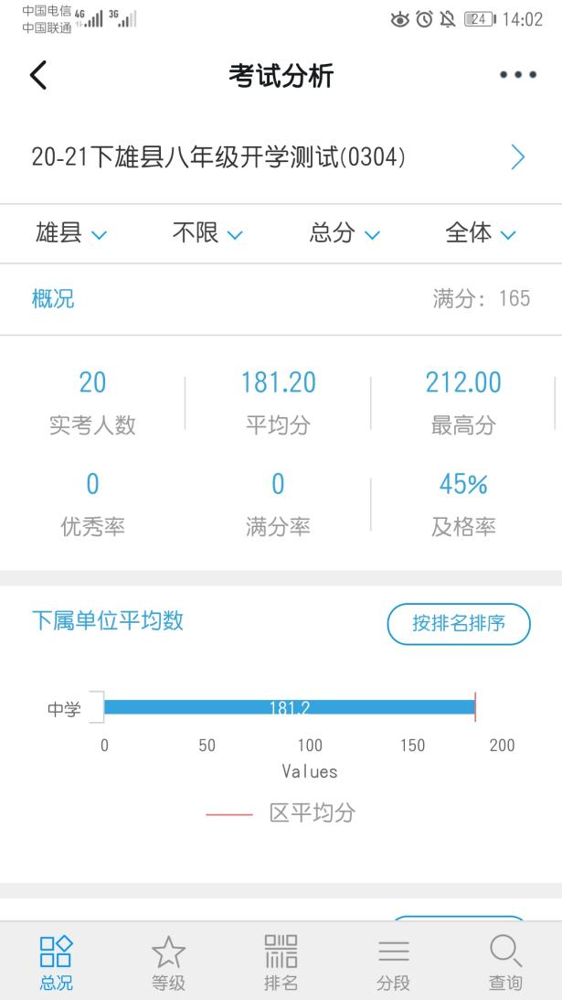 中国电信 4G 3G 24 14:02
中国联通
考试分析
20-21下雄县八年级开学测试(0304)
雄县 不限 总分 全体
概况 满分: 165
20 181.20 212.00
实考人数 平均分 最高分
0 0 45%
优秀率 满分率 及格率
下属单位平均数 按排名排序
中学 181.2
0 50 100 150 200
Values
区平均分
总况 等级 排名 分段 查询